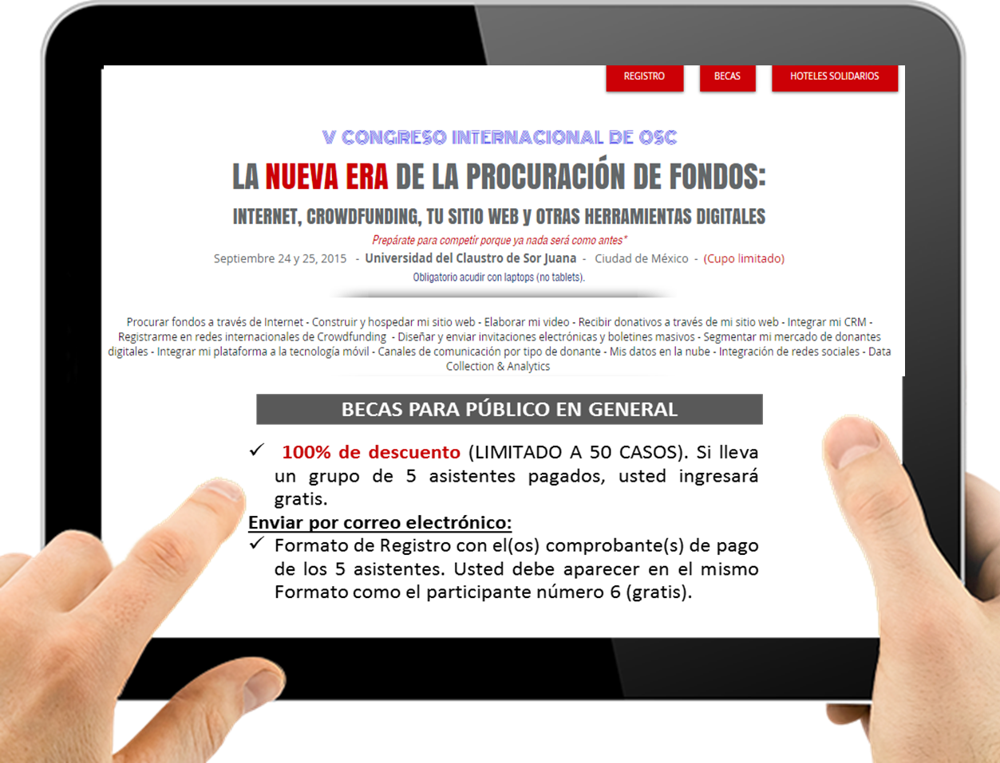 REGISTRO BECAS HOTELES SOLIDARIOS
V CONGRESO INTERNACIONAL DE OSC
LA NUEVA ERA DE LA PROCURACIÓN DE FONDOS:
INTERNET, CROWDFUNDING, TU SITIO WEB y OTRAS HERRAMIENTAS DIGITALES
Prepárate para competir porque ya nada será como antes*
Septiembre 24 y 25, 2015 - Universidad del Claustro de Sor Juana - Ciudad de México - (Cupo limitado)
Obligatorio acudir con laptops (no tablets).
Procurar fondos a través de Internet - Construir y hospedar mi sitio web - Elaborar mi video - Recibir donativos a través de mi sitio web - Integrar mi CRM -
Registrarme en redes internacionales de Crowdfunding - Diseñar y enviar invitaciones electrónicas y boletines masivos - Segmentar mi mercado de donantes
digitales - Integrar mi plataforma a la tecnología móvil - Canales de comunicación por tipo de donante - Mis datos en la nube - Integración de redes sociales - Data
Collection & Analytics
BECAS PARA PÚBLICO EN GENERAL
✓ 100% de descuento (LIMITADO A 50 CASOS). Si lleva
un grupo de 5 asistentes pagados, usted ingresará
gratis.
Enviar por correo electrónico:
✓ Formato de Registro con el(os) comprobante(s) de pago
de los 5 asistentes. Usted debe aparecer en el mismo
Formato como el participante número 6 (gratis).